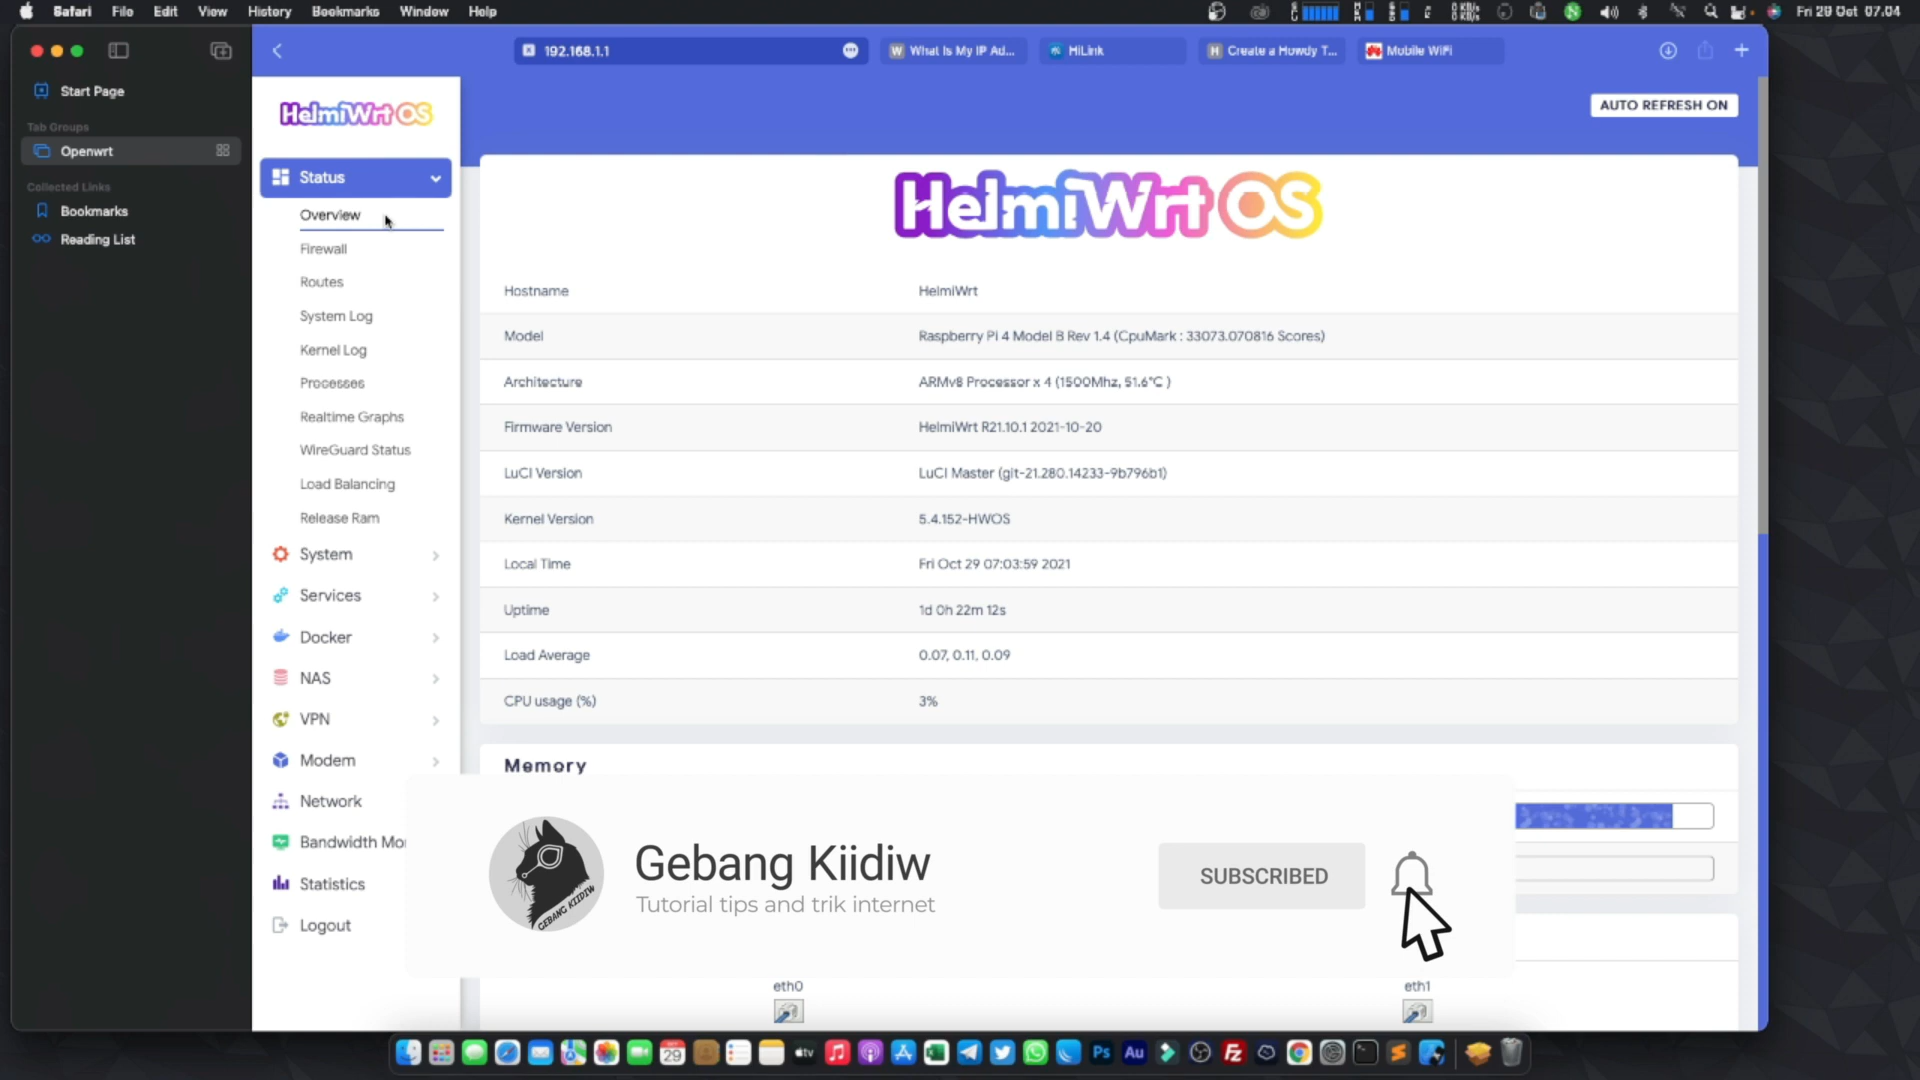 Safari File Edit View History Bookmarks Window Help
Fri 29 Oct 07.04
192.168.1.1
What Is My IP Ad...
HiLink
Create a Howdy T...
Mobile WiFi
Start Page
Tab Groups
Openwrt
Collected Links
Bookmarks
Reading List
HelmiWrt OS
AUTO REFRESH ON
Status
Overview
Firewall
Routes
System Log
Kernel Log
Processes
Realtime Graphs
WireGuard Status
Load Balancing
Release Ram
System
Services
Docker
NAS
VPN
Modem
Network
Bandwidth Mo
Statistics
Logout
HelmiWrt OS
Hostname HelmiWrt
Model Raspberry Pi 4 Model B Rev 1.4 (CpuMark : 33073.070816 Scores)
Architecture ARMv8 Processor x 4 (1500Mhz, 51.6°C )
Firmware Version HelmiWrt R21.10.1 2021-10-20
LuCI Version LuCI Master (git-21.280.14233-9b796b1)
Kernel Version 5.4.152-HWOS
Local Time Fri Oct 29 07:03:59 2021
Uptime 1d 0h 22m 12s
Load Average 0.07, 0.11, 0.09
CPU usage (%) 3%
Memory
GEBANG KIIDIW
Gebang Kiidiw
Tutorial tips and trik internet
SUBSCRIBED
eth0
eth1
29
tv
Ps
Au
Fz